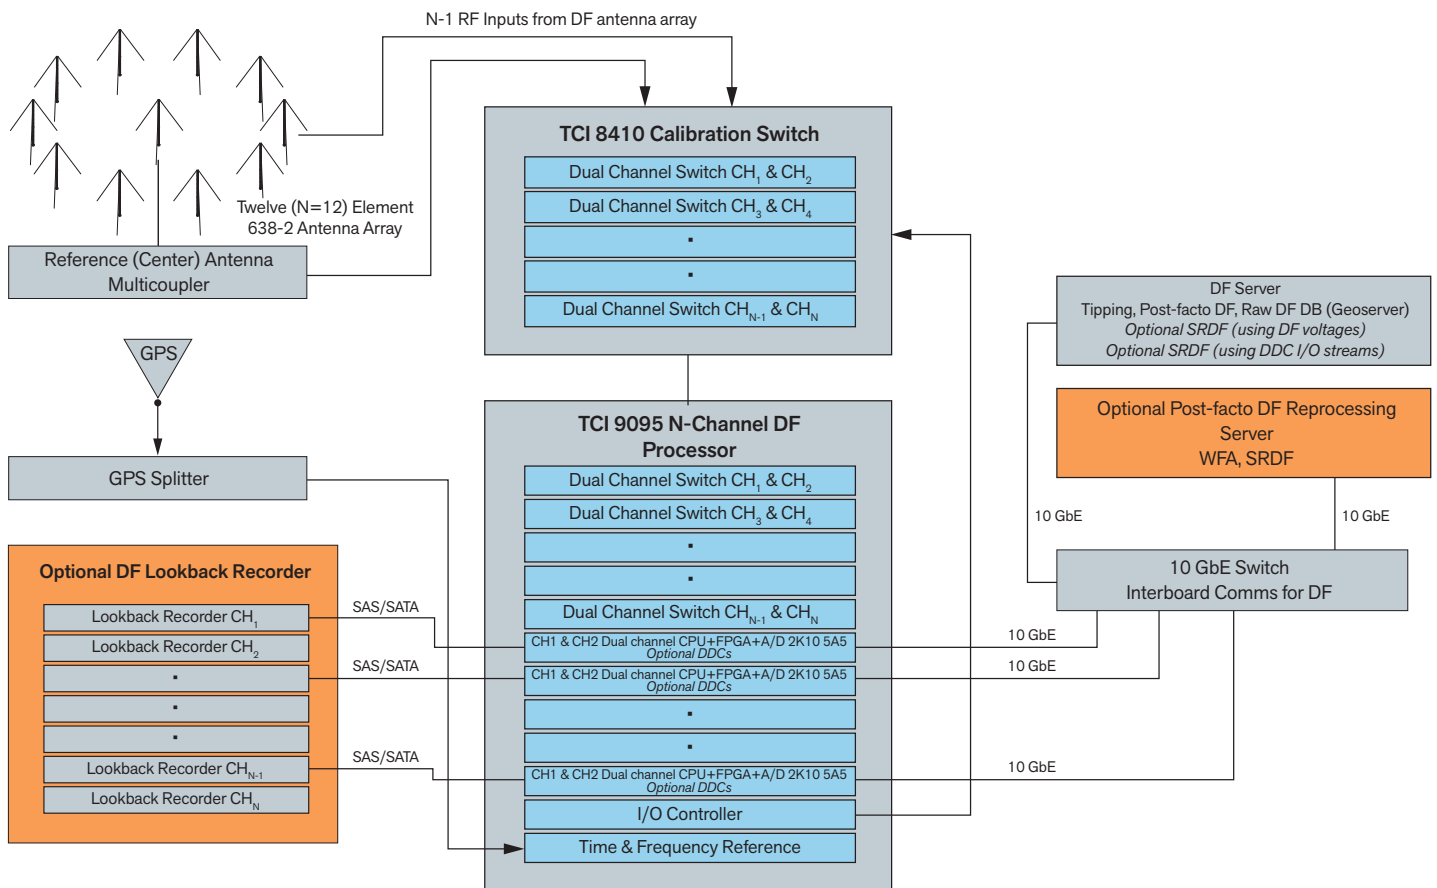 N-1 RF Inputs from DF antenna array
Twelve (N=12) Element
638-2 Antenna Array
Reference (Center) Antenna
Multicoupler
GPS
GPS Splitter
Optional DF Lookback Recorder
Lookback Recorder CH1
Lookback Recorder CH2
.
.
.
Lookback Recorder CHN-1
Lookback Recorder CHN
SAS/SATA
SAS/SATA
SAS/SATA
TCI 8410 Calibration Switch
Dual Channel Switch CH1 & CH2
Dual Channel Switch CH3 & CH4
.
.
Dual Channel Switch CHN-1 & CHN
TCI 9095 N-Channel DF
Processor
Dual Channel Switch CH1 & CH2
Dual Channel Switch CH3 & CH4
.
.
Dual Channel Switch CHN-1 & CHN
CH1 & CH2 Dual channel CPU+FPGA+A/D 2K10 5A5
Optional DDCs
CH1 & CH2 Dual channel CPU+FPGA+A/D 2K10 5A5
Optional DDCs
.
.
CH1 & CH2 Dual channel CPU+FPGA+A/D 2K10 5A5
Optional DDCs
I/O Controller
Time & Frequency Reference
DF Server
Tipping, Post-facto DF, Raw DF DB (Geoserver)
Optional SRDF (using DF voltages)
Optional SRDF (using DDC I/O streams)
Optional Post-facto DF Reprocessing
Server
WFA, SRDF
10 GbE
10 GbE
10 GbE Switch
Interboard Comms for DF
10 GbE
10 GbE
10 GbE